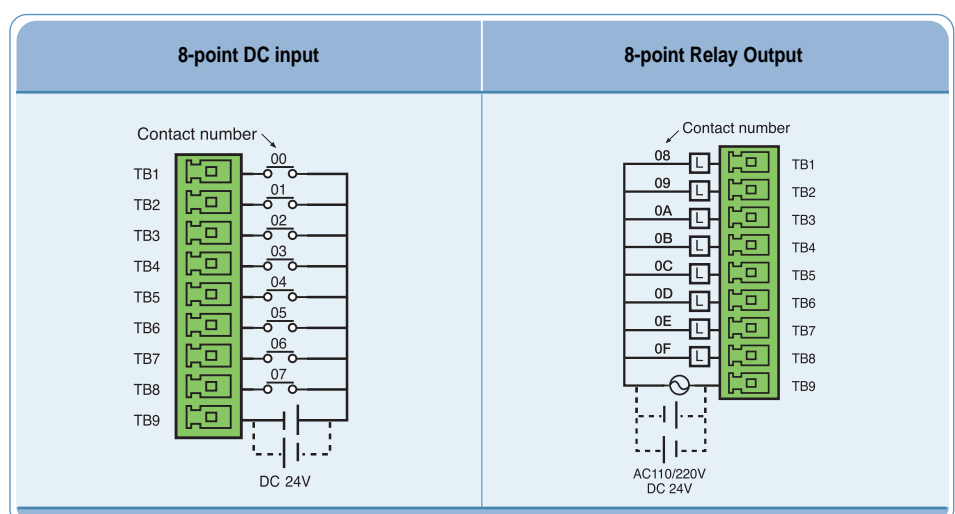 8-point DC input
8-point Relay Output
Contact number
00
TB1
01
TB2
02
TB3
03
TB4
04
TB5
05
TB6
06
TB7
07
TB8
TB9
DC 24V
Contact number
08
L
TB1
09
L
TB2
0A
L
TB3
0B
L
TB4
0C
L
TB5
0D
L
TB6
0E
L
TB7
0F
L
TB8
TB9
AC110/220V
DC 24V